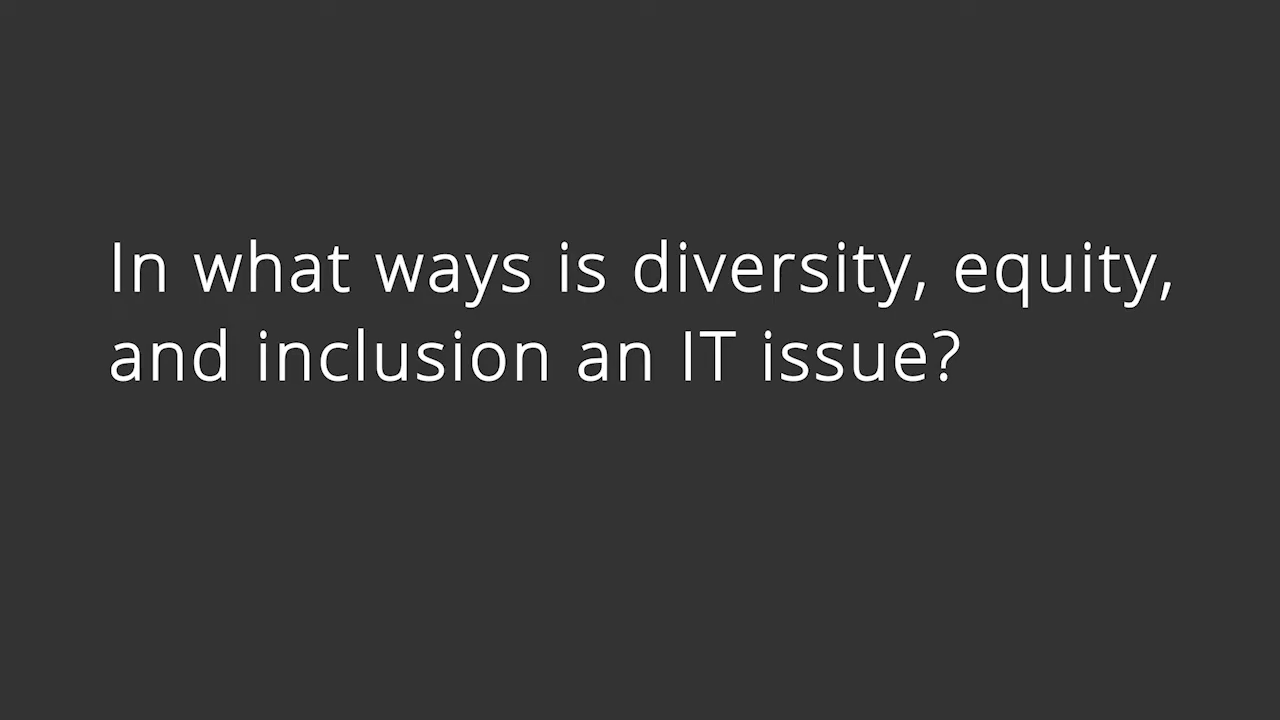 In what ways is diversity, equity,
and inclusion an IT issue?